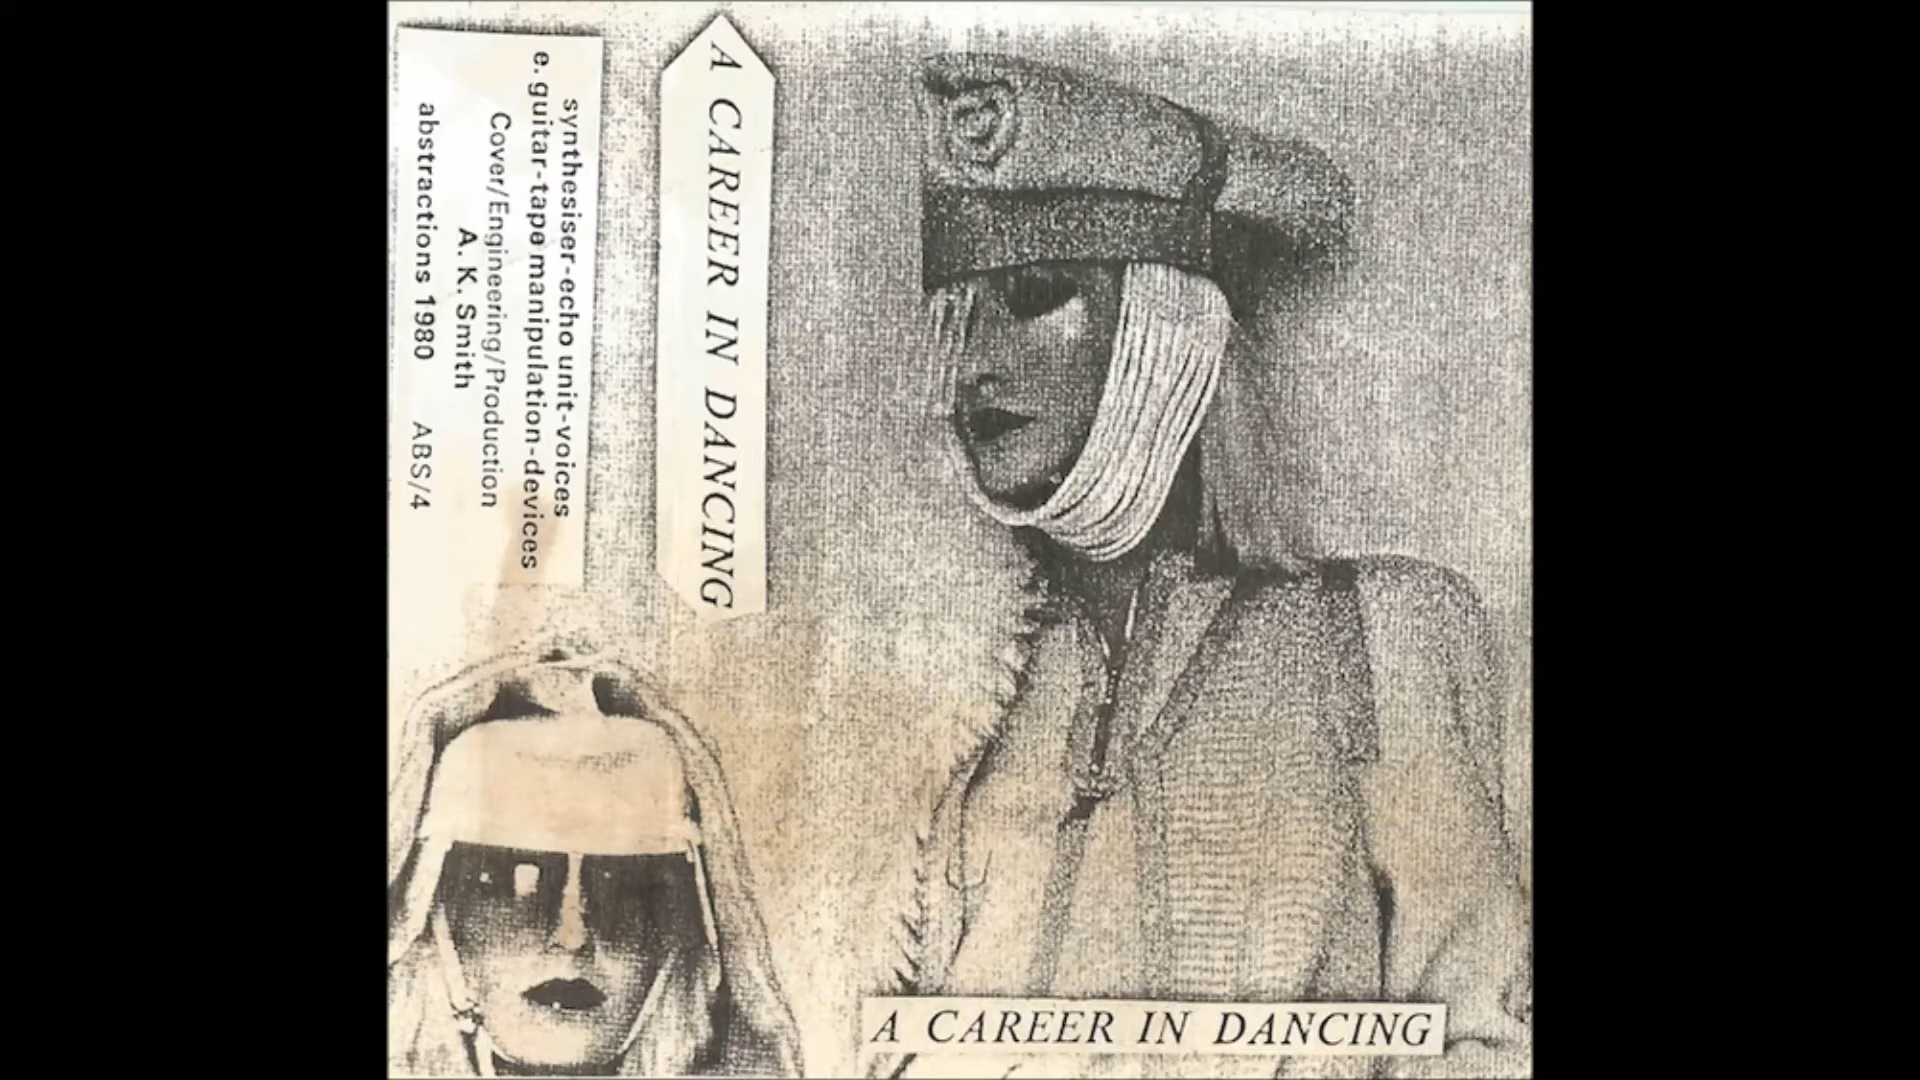 synthesiser-echo unit-voices
e. guitar-tape manipulation-devices
Cover/Engineering/Production
A. K. Smith
abstractions 1980 ABS/4
A CAREER IN DANCING
A CAREER IN DANCING